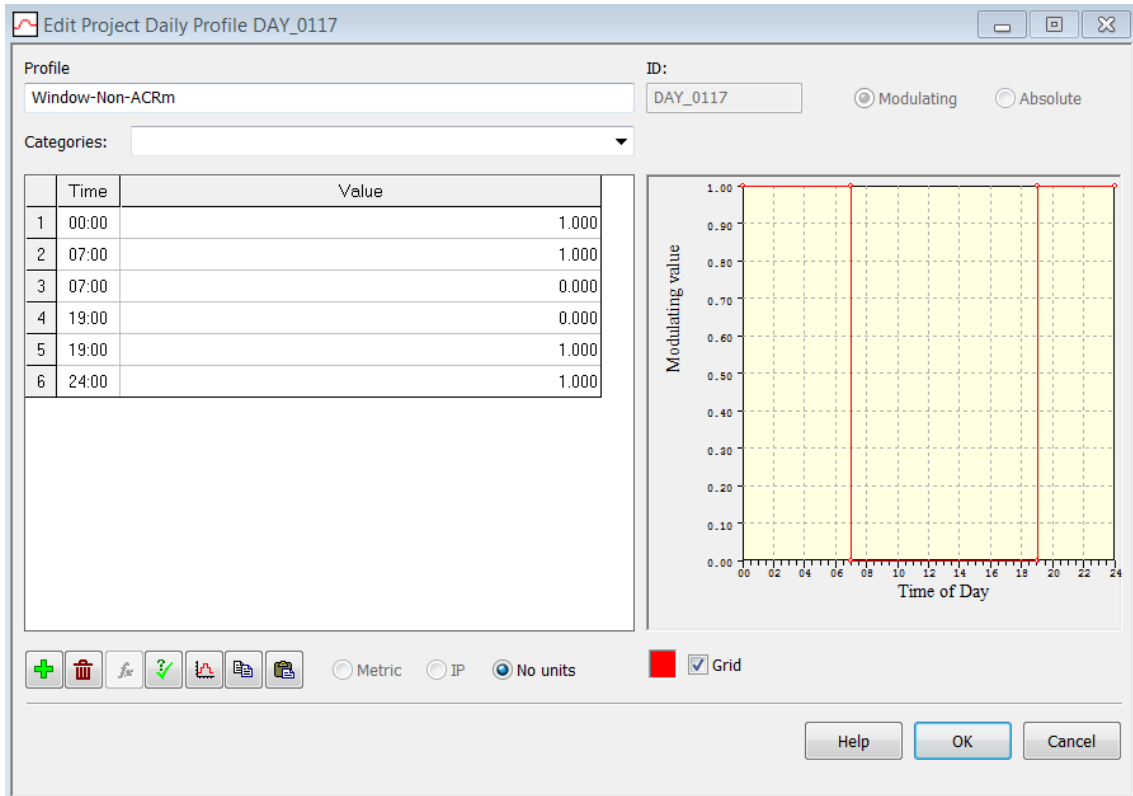 Edit Project Daily Profile DAY_0117
Profile
ID:
Window-Non-ACRm
DAY_0117
Modulating
Absolute
Categories:
Time Value
1 00:00 1.000
2 07:00 1.000
3 07:00 0.000
4 19:00 0.000
5 19:00 1.000
6 24:00 1.000
Modulating value
1.00
0.90
0.80
0.70
0.60
0.50
0.40
0.30
0.20
0.10
0.00
00 02 04 06 08 10 12 14 16 18 20 22 24
Time of Day
fx
?
Metric
IP
No units
Grid
Help
OK
Cancel